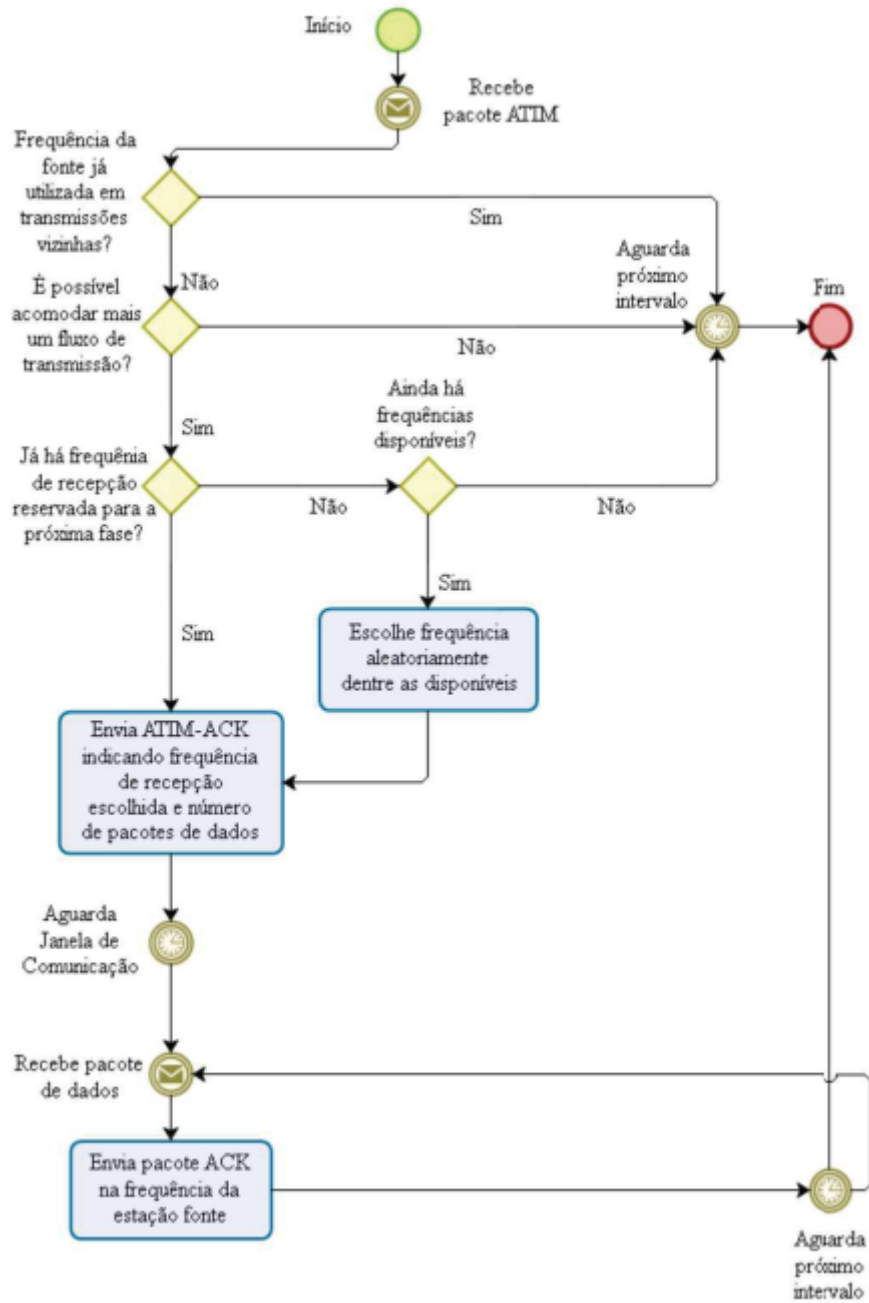 Início
Recebe
pacote ATIM
Frequência da
fonte já
utilizada em
transmissões
vizinhas?
Sim
Não
Aguarda
próximo
intervalo
Fim
É possível
acomodar mais
um fluxo de
transmissão?
Não
Sim
Ainda há
frequências
disponíveis?
Já há frequênia
de recepção
reservada para a
próxima fase?
Não
Não
Sim
Sim
Escolhe frequência
aleatoriamente
dentre as disponíveis
Envia ATIM-ACK
indicando frequência
de recepção
escolhida e número
de pacotes de dados
Aguarda
Janela de
Comunicação
Recebe pacote
de dados
Envia pacote ACK
na frequência da
estação fonte
Aguarda
próximo
intervalo